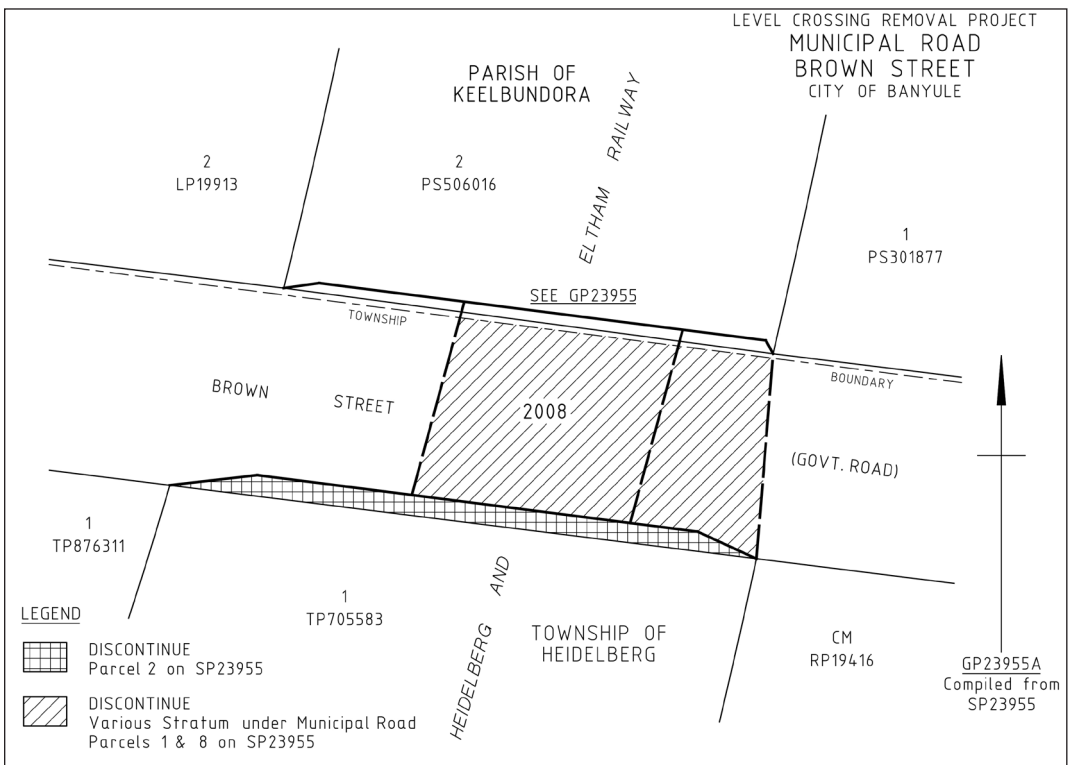 LEVEL CROSSING REMOVAL PROJECT
MUNICIPAL ROAD
BROWN STREET
CITY OF BANYULE
PARISH OF
KEELBUNDORA
ELTHAM RAILWAY
2
LP19913
2
PS506016
1
PS301877
SEE GP23955
TOWNSHIP
BOUNDARY
BROWN STREET
2008
(GOVT. ROAD)
1
TP876311
1
TP705583
HEIDELBERG AND
TOWNSHIP OF
HEIDELBERG
CM
RP19416
GP23955A
Compiled from
SP23955
LEGEND
DISCONTINUE
Parcel 2 on SP23955
DISCONTINUE
Various Stratum under Municipal Road
Parcels 1 & 8 on SP23955